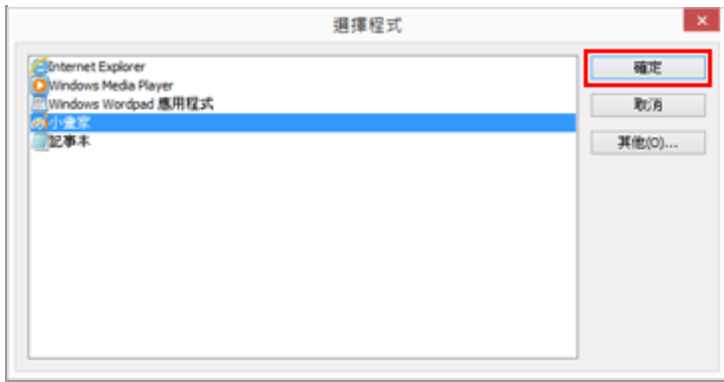 選擇程式
Internet Explorer
Windows Media Player
Windows Wordpad 應用程式
小畫家
記事本
確定
取消
其他(O)...